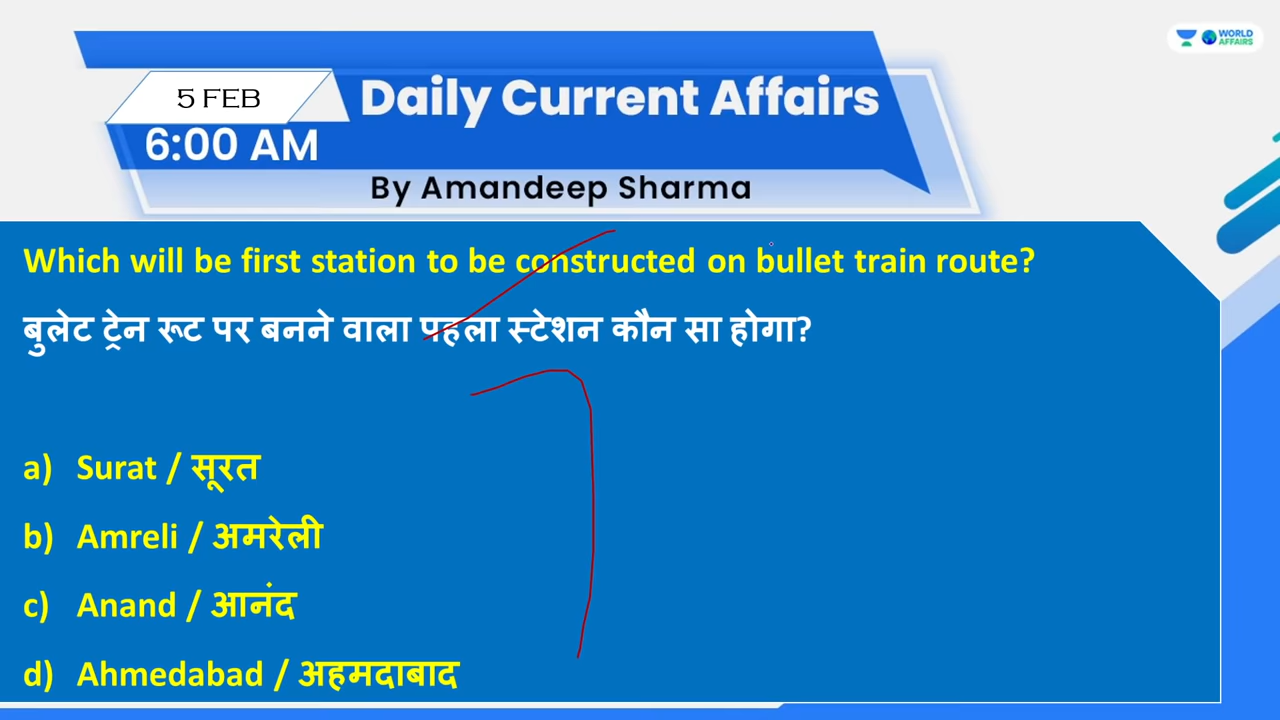 WORLD
AFFAIRS
5 FEB
Daily Current Affairs
6:00 AM
By Amandeep Sharma
Which will be first station to be constructed on bullet train route?
बुलेट ट्रेन रूट पर बनने वाला पहला स्टेशन कौन सा होगा?
a) Surat / सूरत
b) Amreli / अमरेली
c) Anand / आनंद
d) Ahmedabad / अहमदाबाद